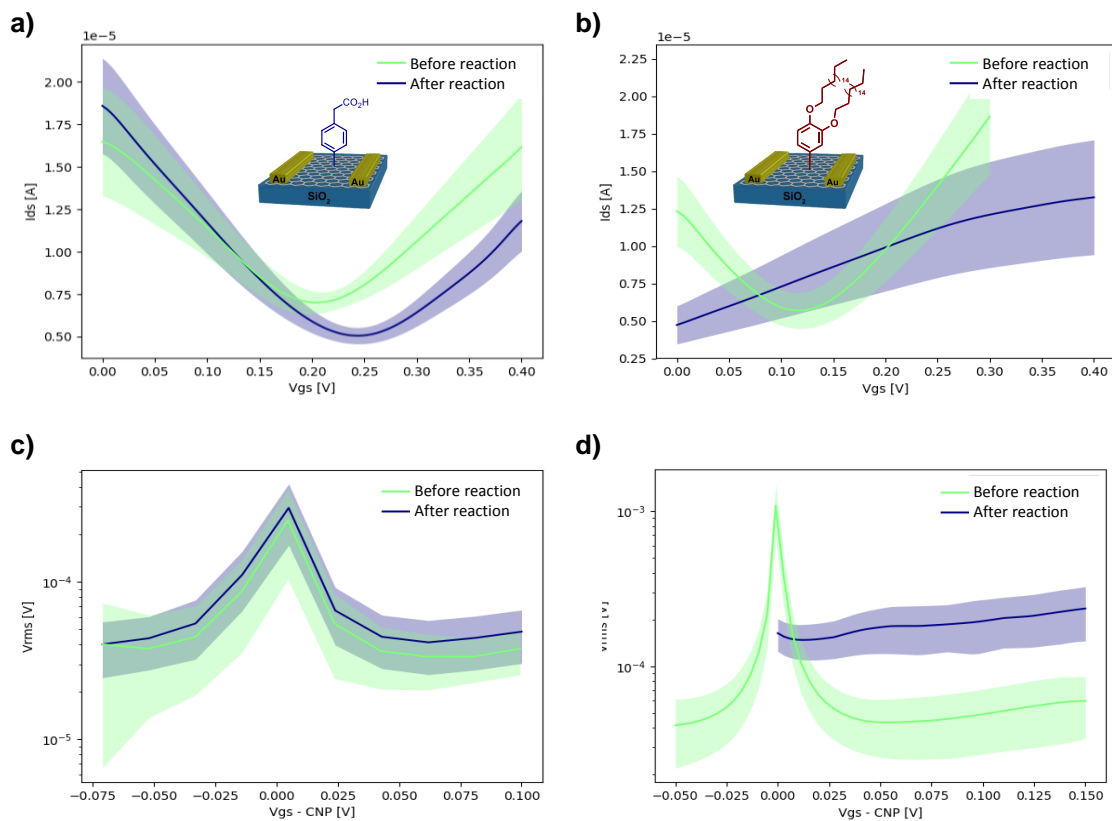 a)
1e−5
Before reaction
After reaction
2.00
1.75
1.50
1.25
1.00
0.75
0.50
Ids [A]
CO₂H
Au
Au
SiO₂
0.00 0.05 0.10 0.15 0.20 0.25 0.30 0.35 0.40
Vgs [V]
b)
1e−5
Before reaction
After reaction
2.25
2.00
1.75
1.50
1.25
1.00
0.75
0.50
0.25
Ids [A]
14
14
O
O
Au
Au
SiO₂
0.00 0.05 0.10 0.15 0.20 0.25 0.30 0.35 0.40
Vgs [V]
c)
Before reaction
After reaction
10⁻⁴
10⁻⁵
Vrms [V]
−0.075 −0.050 −0.025 0.000 0.025 0.050 0.075 0.100
Vgs - CNP [V]
d)
Before reaction
After reaction
10⁻³
10⁻⁴
Vrms [V]
−0.050 −0.025 0.000 0.025 0.050 0.075 0.100 0.125 0.150
Vgs - CNP [V]